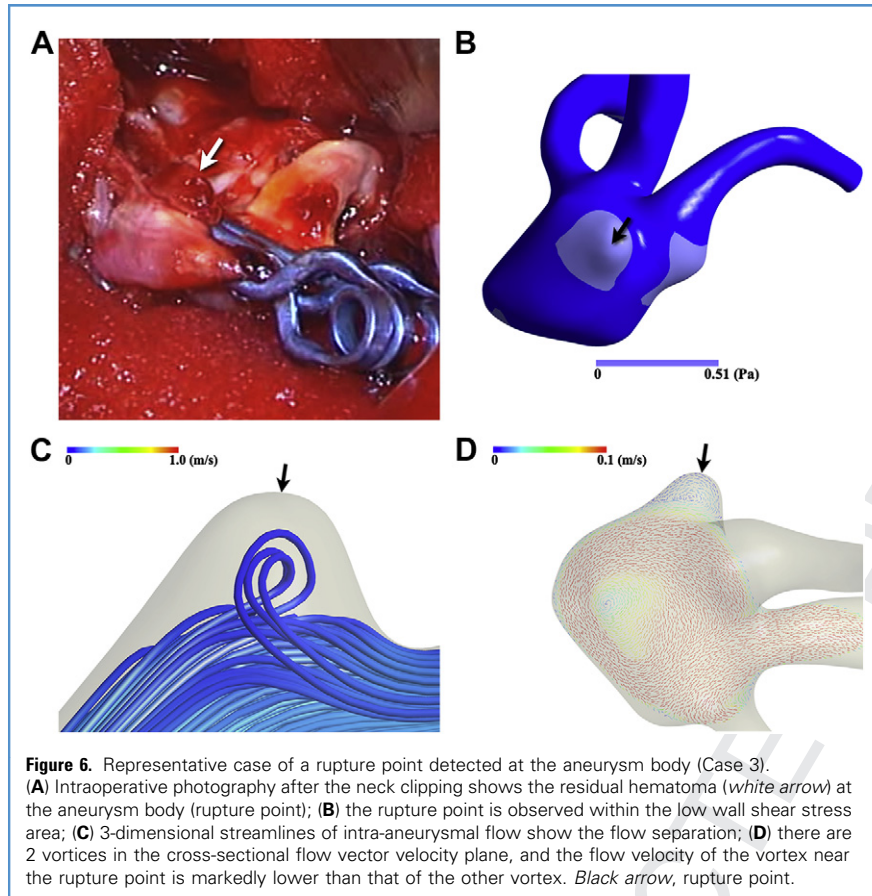 A
B
0 0.51 (Pa)
C
0 1.0 (m/s)
D
0 0.1 (m/s)
Figure 6. Representative case of a rupture point detected at the aneurysm body (Case 3).
(A) Intraoperative photography after the neck clipping shows the residual hematoma (white arrow) at
the aneurysm body (rupture point); (B) the rupture point is observed within the low wall shear stress
area; (C) 3-dimensional streamlines of intra-aneurysmal flow show the flow separation; (D) there are
2 vortices in the cross-sectional flow vector velocity plane, and the flow velocity of the vortex near
the rupture point is markedly lower than that of the other vortex. Black arrow, rupture point.